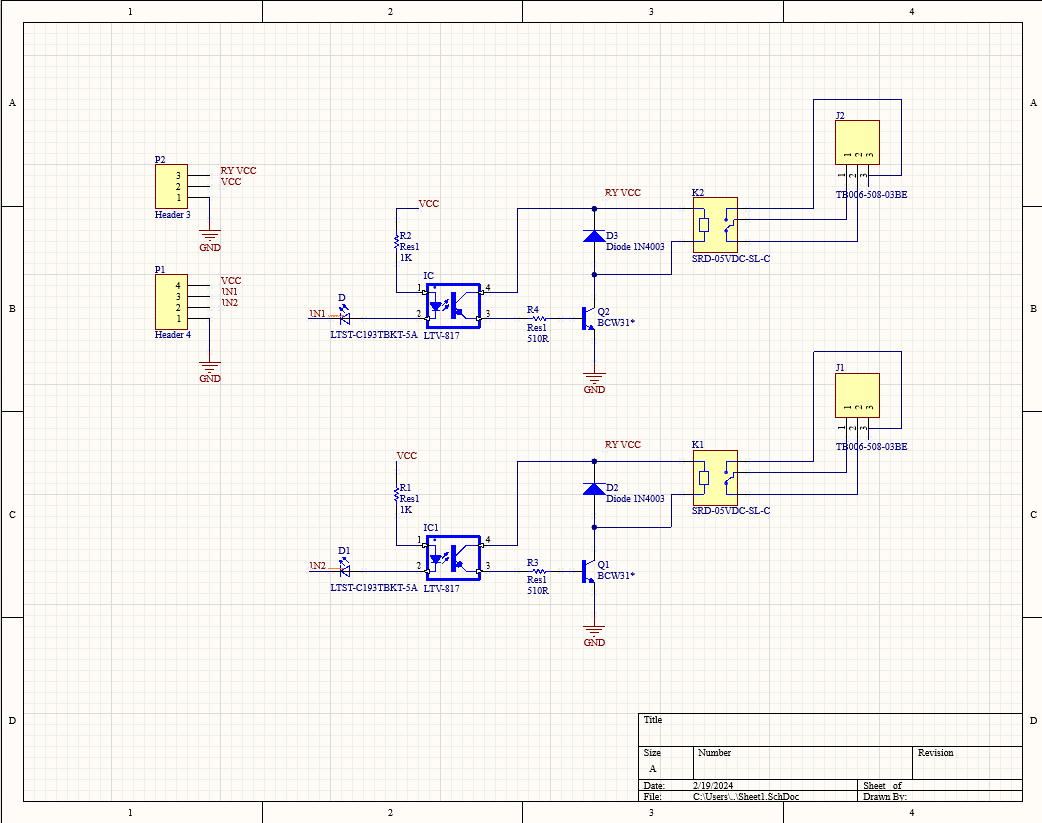 1 2 3 4
A A
J2
1 2 3
1 2 3
TB006-508-03BE
P2
3 RY VCC
2 VCC
1
Header 3
GND
VCC
RY VCC
K2
R2
Res1
1K
D3
Diode 1N4003
SRD-05VDC-SL-C
P1
4 VCC
3 IN1
2 IN2
1
Header 4
GND
B B
IC
1 4
2 3
LTV-817
D
IN1
LTST-C193TBKT-5A
R4
Res1
510R
Q2
BCW31*
GND
J1
1 2 3
1 2 3
TB006-508-03BE
VCC
RY VCC
K1
R1
Res1
1K
D2
Diode 1N4003
SRD-05VDC-SL-C
C C
IC1
1 4
2 3
LTV-817
D1
IN2
LTST-C193TBKT-5A
R3
Res1
510R
Q1
BCW31*
GND
D D
Title
Size Number Revision
A
Date: 2/19/2024 Sheet of
File: C:\Users\..\Sheet1.SchDoc Drawn By:
1 2 3 4